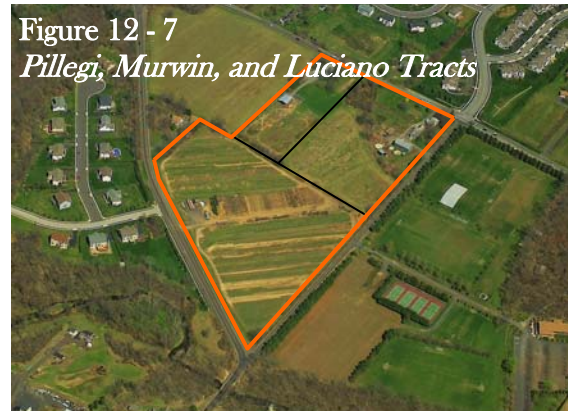 Figure 12 - 7
Pillegi, Murwin, and Luciano Tracts